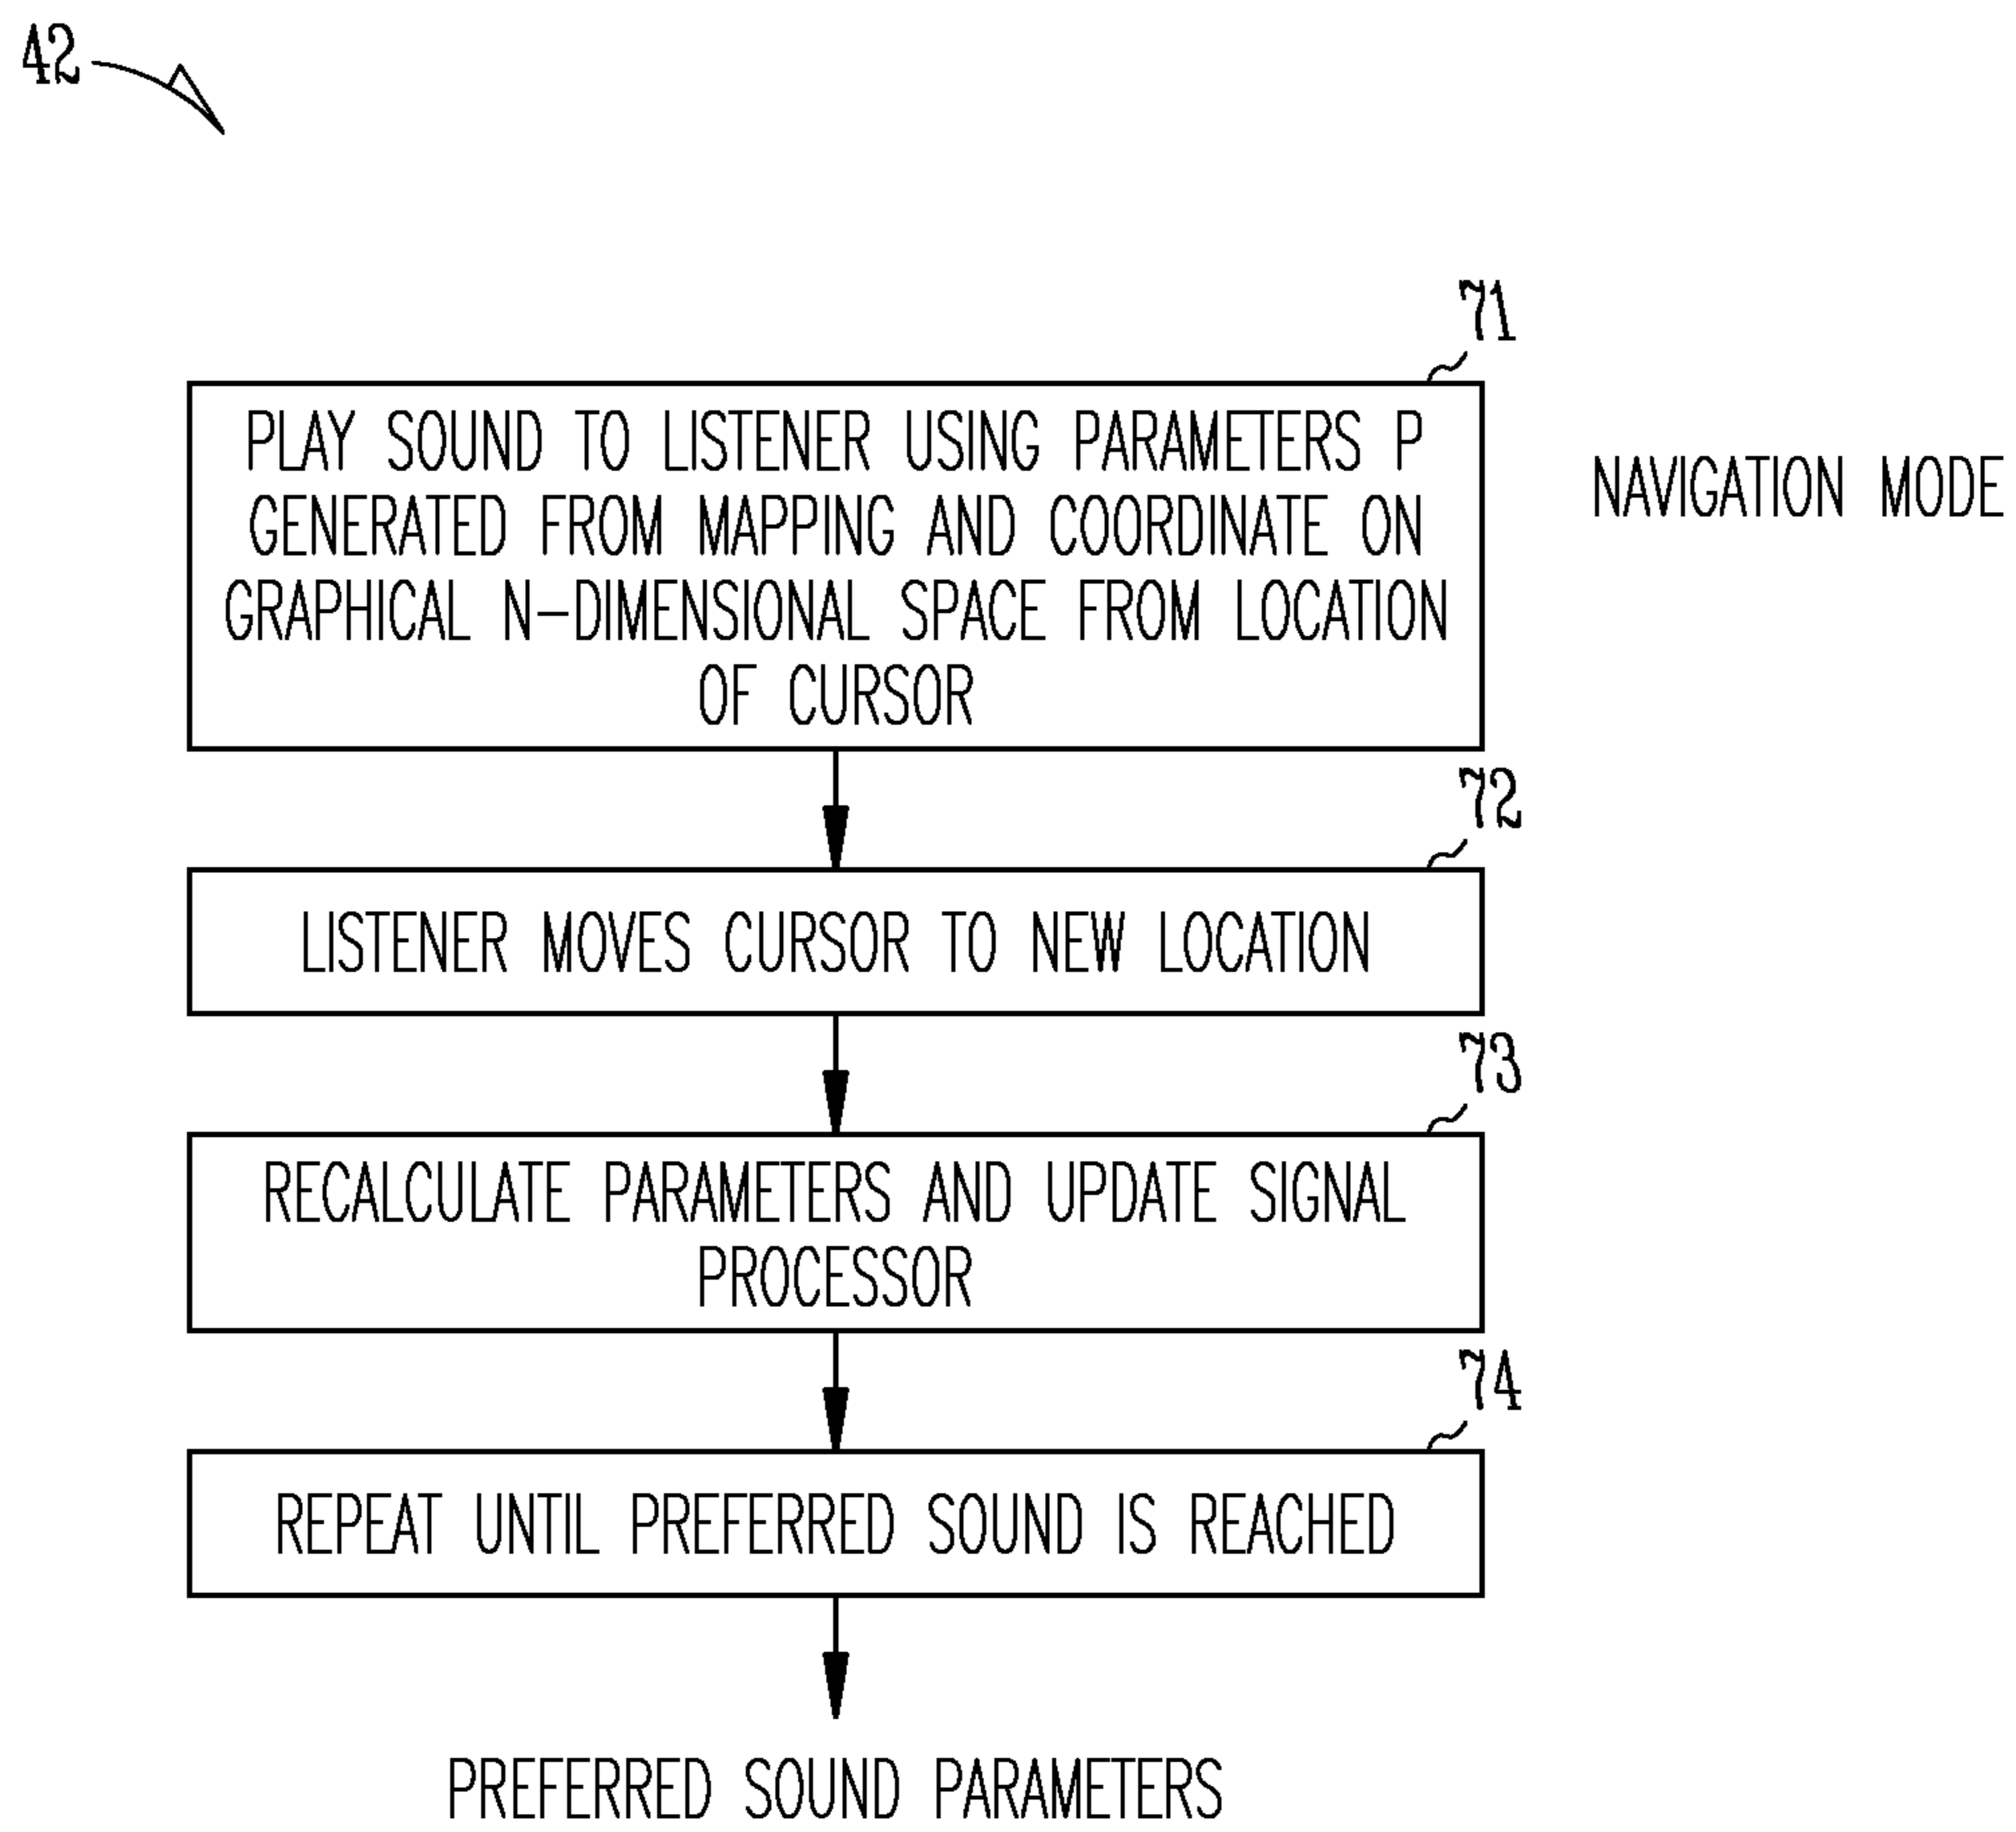 42
71
PLAY SOUND TO LISTENER USING PARAMETERS P
GENERATED FROM MAPPING AND COORDINATE ON
GRAPHICAL N-DIMENSIONAL SPACE FROM LOCATION
OF CURSOR
NAVIGATION MODE
72
LISTENER MOVES CURSOR TO NEW LOCATION
73
RECALCULATE PARAMETERS AND UPDATE SIGNAL
PROCESSOR
74
REPEAT UNTIL PREFERRED SOUND IS REACHED
PREFERRED SOUND PARAMETERS